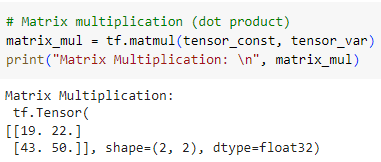 # Matrix multiplication (dot product)
matrix_mul = tf.matmul(tensor_const, tensor_var)
print("Matrix Multiplication: \n", matrix_mul)
Matrix Multiplication:
 tf.Tensor(
[[19. 22.]
 [43. 50.]], shape=(2, 2), dtype=float32)